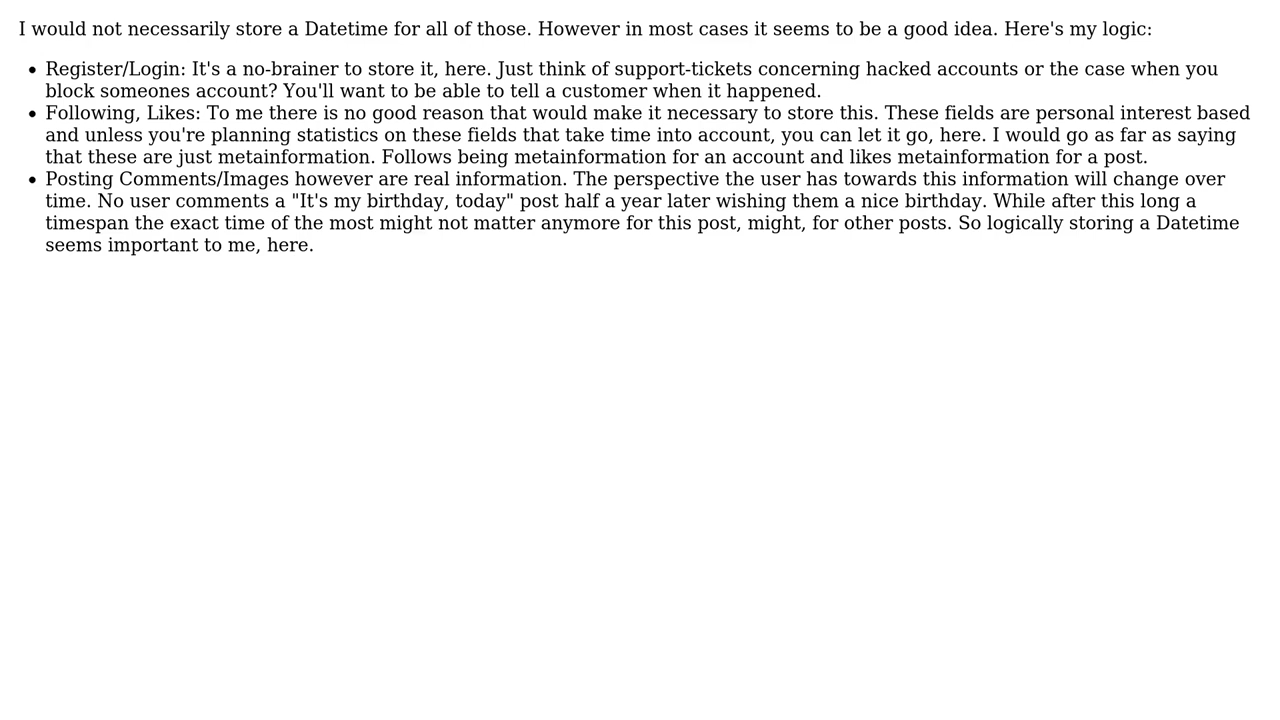 I would not necessarily store a Datetime for all of those. However in most cases it seems to be a good idea. Here's my logic:
• Register/Login: It's a no-brainer to store it, here. Just think of support-tickets concerning hacked accounts or the case when you
block someones account? You'll want to be able to tell a customer when it happened.
• Following, Likes: To me there is no good reason that would make it necessary to store this. These fields are personal interest based
and unless you're planning statistics on these fields that take time into account, you can let it go, here. I would go as far as saying
that these are just metainformation. Follows being metainformation for an account and likes metainformation for a post.
• Posting Comments/Images however are real information. The perspective the user has towards this information will change over
time. No user comments a "It's my birthday, today" post half a year later wishing them a nice birthday. While after this long a
timespan the exact time of the most might not matter anymore for this post, might, for other posts. So logically storing a Datetime
seems important to me, here.